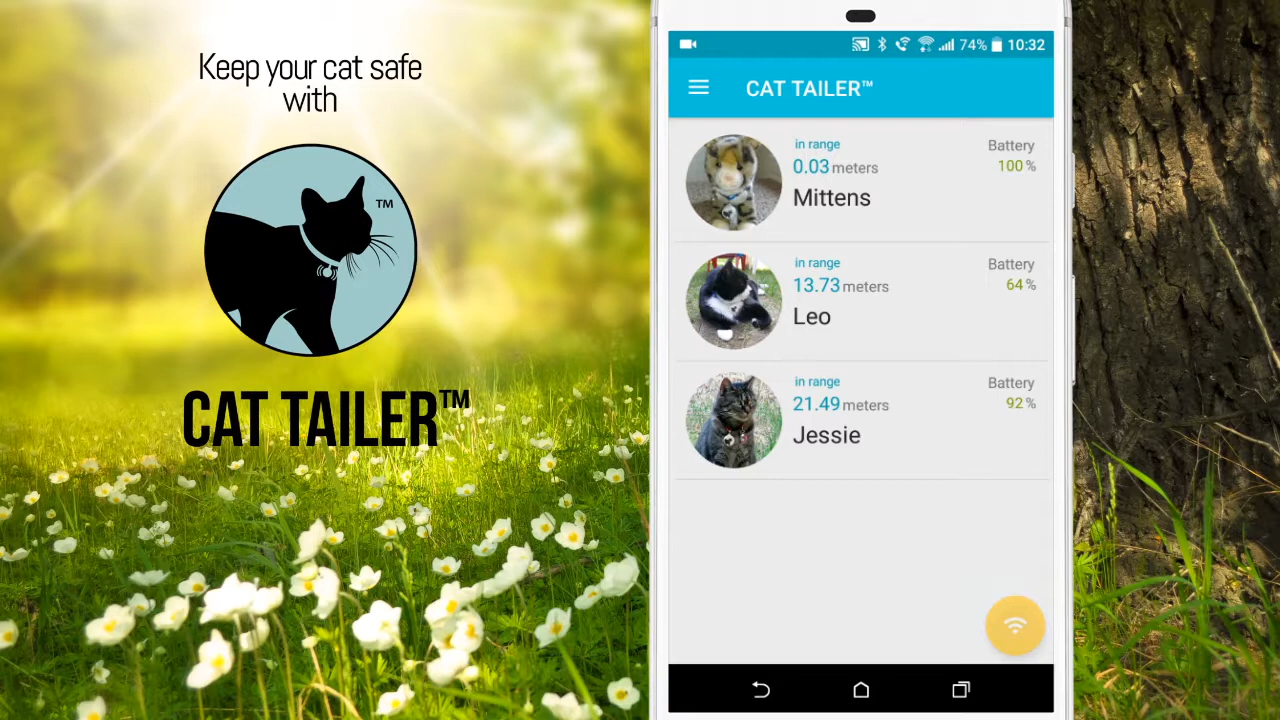 Keep your cat safe
with
TM
CAT TAILER™
74% 10:32
CAT TAILER™
in range
Battery
0.03 meters
100 %
Mittens
in range
Battery
13.73 meters
64 %
Leo
in range
Battery
21.49 meters
92 %
Jessie